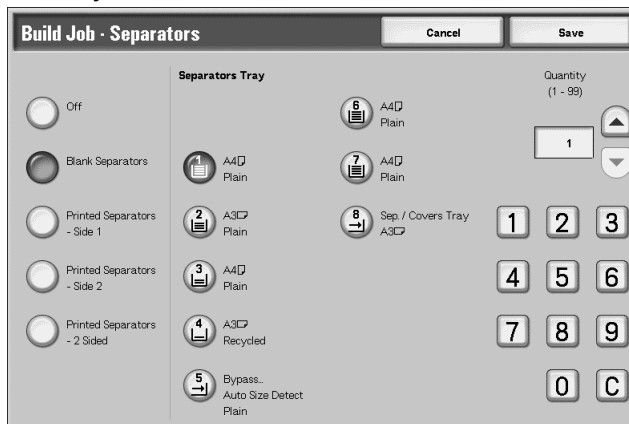 Build Job - Separators
Cancel
Save
Off
Blank Separators
Printed Separators
- Side 1
Printed Separators
- Side 2
Printed Separators
- 2 Sided
Separators Tray
1
A4
Plain
2
A3
Plain
3
A4
Plain
4
A3
Recycled
5
Bypass...
Auto Size Detect
Plain
6
A4
Plain
7
A4
Plain
8
Sep. / Covers Tray
A3
Quantity
(1 - 99)
1
1 2 3
4 5 6
7 8 9
0 C